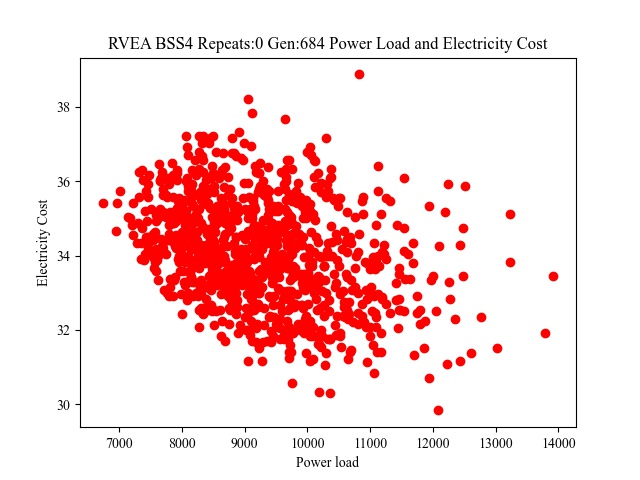 RVEA BSS4 Repeats:0 Gen:684 Power Load and Electricity Cost
38
36
34
32
30
Electricity Cost
7000 8000 9000 10000 11000 12000 13000 14000
Power load